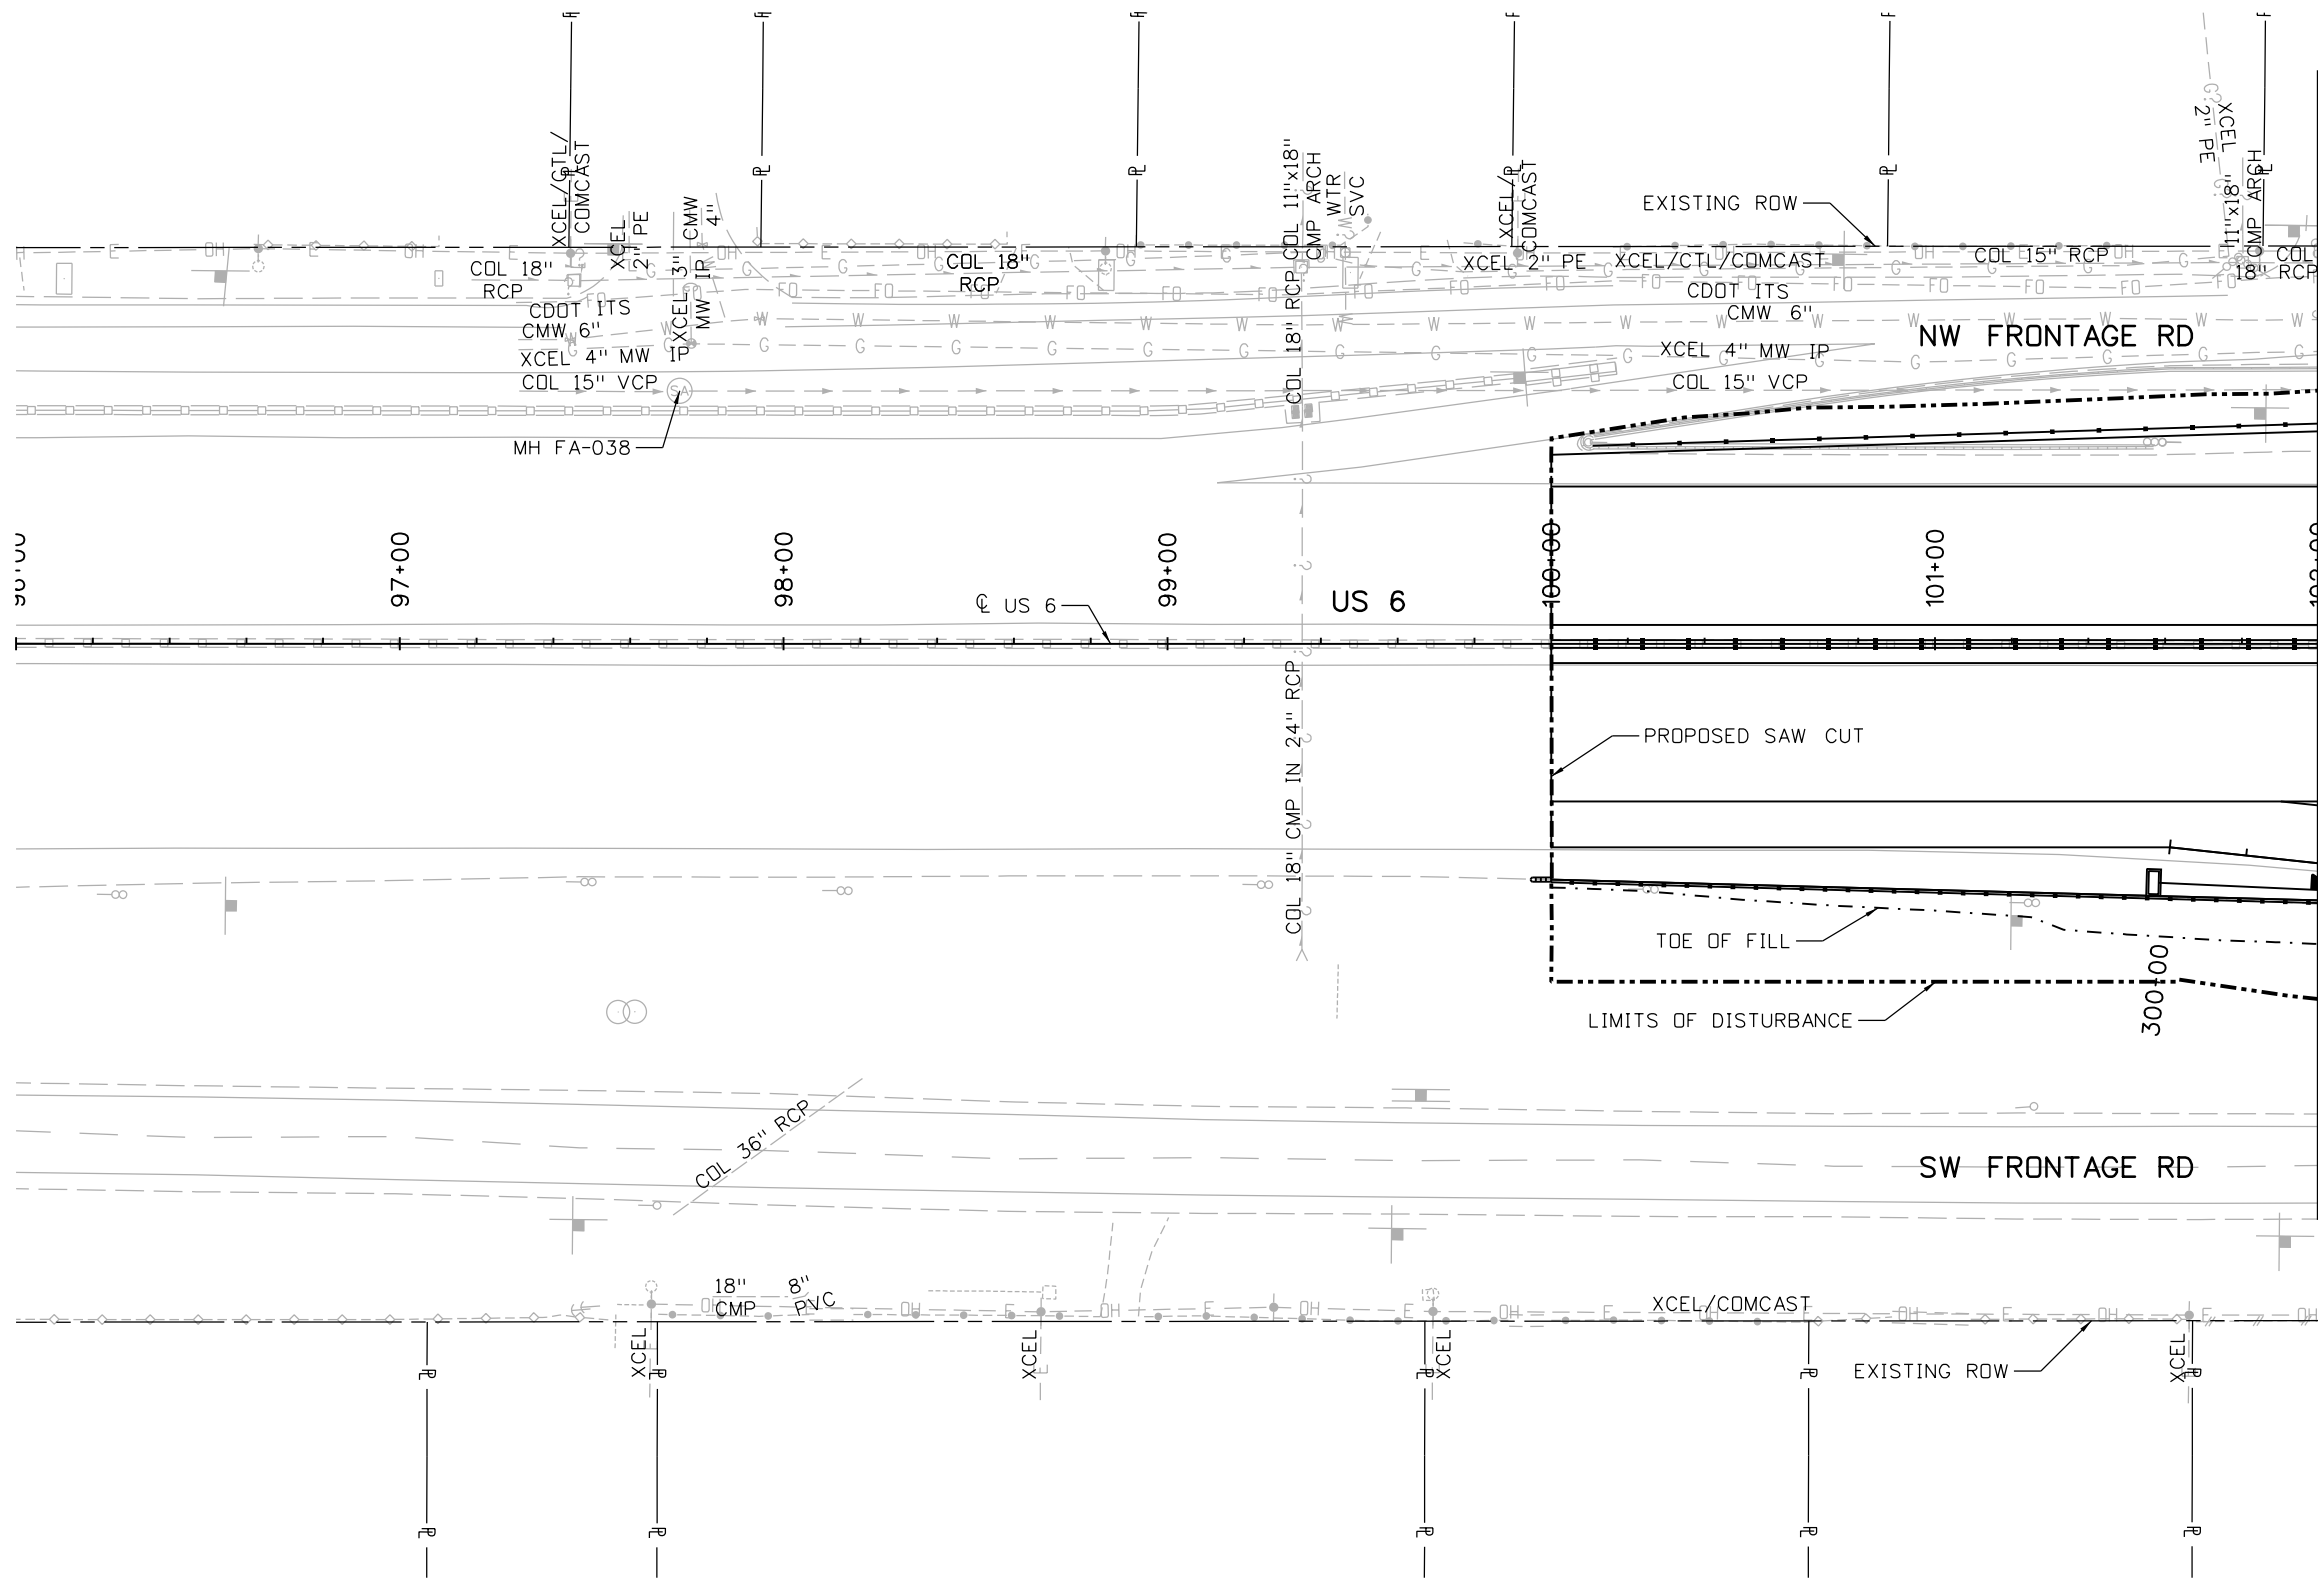 XCEL/CTL/
COMCAST
XCEL
2" PE
CMW
4"
XCEL 3"
MW IP
COL 18"
RCP
CDOT ITS
CMW 6"
XCEL 4" MW IP
COL 15" VCP
MH FA-038
SA
COL 18"
RCP
COL 18" RCP
COL 11"x18"
CMP ARCH
WTR
SVC
XCEL/
COMCAST
XCEL 2" PE
XCEL/CTL/COMCAST
EXISTING ROW
COL 15" RCP
CDOT ITS
CMW 6"
NW FRONTAGE RD
XCEL 4" MW IP
COL 15" VCP
XCEL
2" PE
11"x18"
CMP ARCH
COL
18" RCP
97+00
98+00
99+00
100+00
101+00
℄ US 6
US 6
COL 18" CMP IN 24" RCP
PROPOSED SAW CUT
TOE OF FILL
300+00
LIMITS OF DISTURBANCE
COL 36" RCP
SW FRONTAGE RD
18"
CMP
8"
PVC
XCEL/COMCAST
XCEL
XCEL
XCEL
XCEL
EXISTING ROW